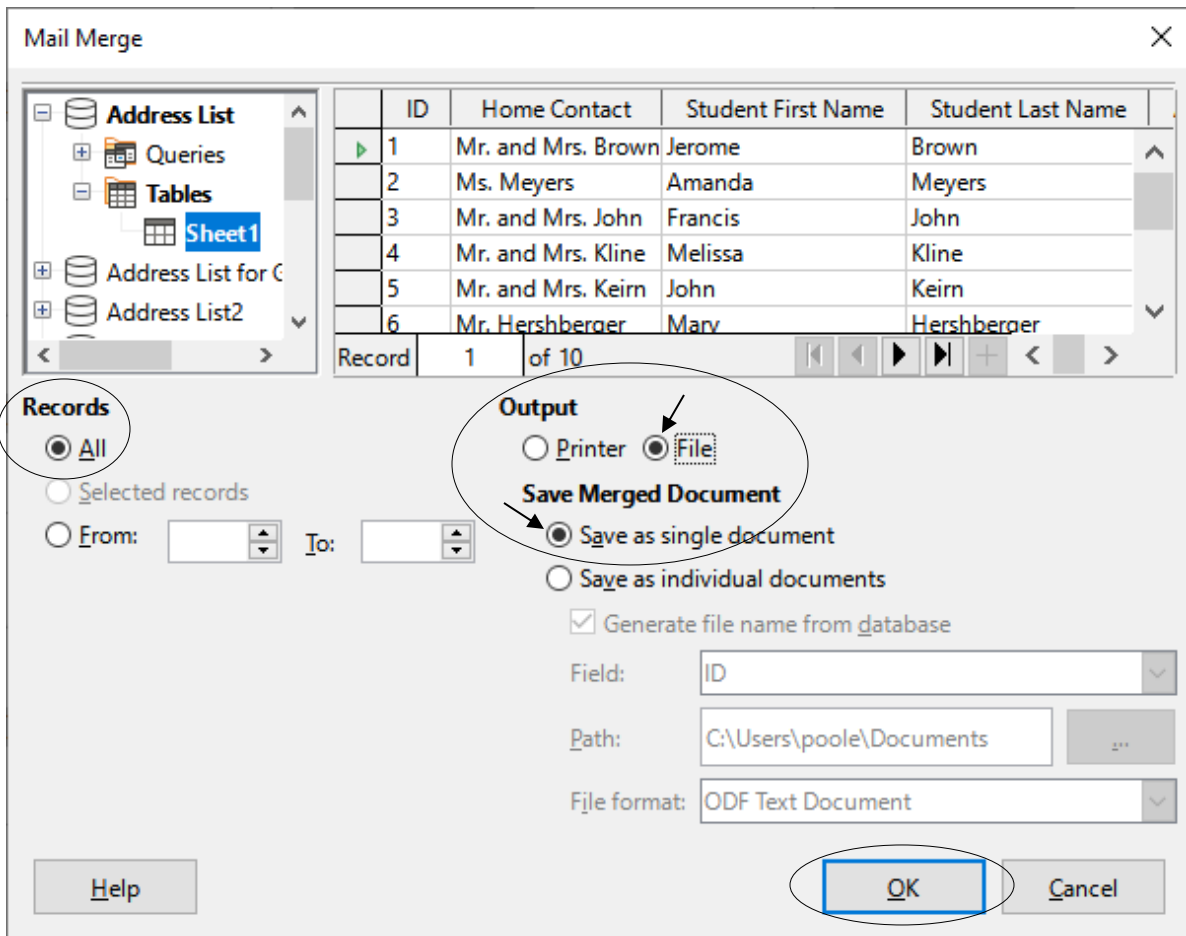 Mail Merge
Address List
Queries
Tables
Sheet1
Address List for G
Address List2
ID Home Contact Student First Name Student Last Name
1 Mr. and Mrs. Brown Jerome Brown
2 Ms. Meyers Amanda Meyers
3 Mr. and Mrs. John Francis John
4 Mr. and Mrs. Kline Melissa Kline
5 Mr. and Mrs. Keirn John Keirn
6 Mr. Hershberger Mary Hershberger
Record 1 of 10
Records
All
Selected records
From: To:
Output
Printer File
Save Merged Document
Save as single document
Save as individual documents
Generate file name from database
Field: ID
Path: C:\Users\poole\Documents ...
File format: ODF Text Document
Help OK Cancel